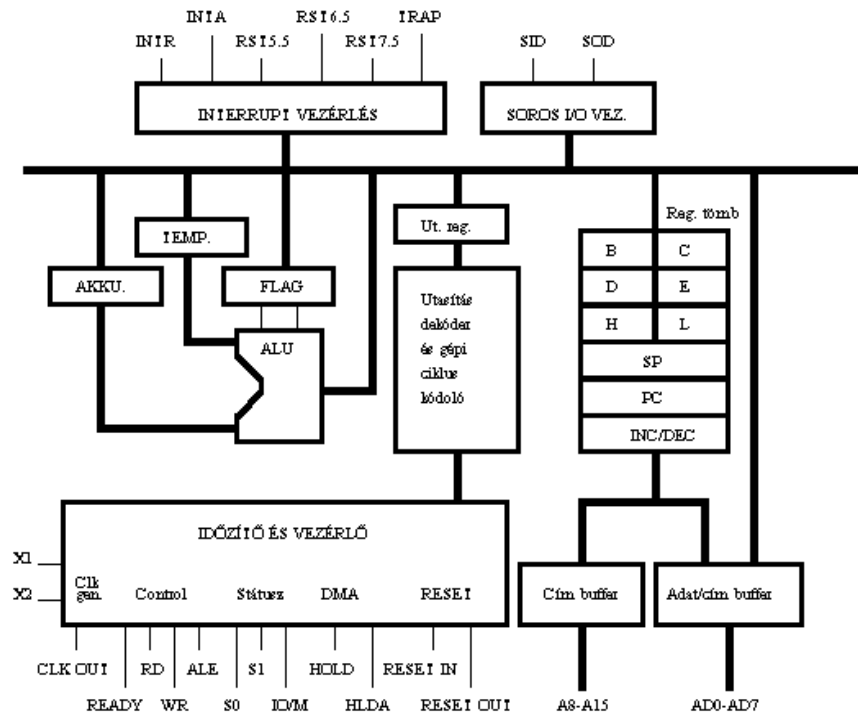 INTA RST6.5 TRAP
INTR RST5.5 RST7.5 SID SOD
INTERRUPT VEZÉRLÉS SOROS I/O VEZ.
TEMP. Ut. reg. Reg. tömb
B C
AKKU. FLAG D E
Utasítás
dekóder
és gépi
ciklus
kódoló
H L
ALU
SP
PC
INC/DEC
IDŐZÍTŐ ÉS VEZÉRLŐ
X1
X2
Clk
gen.
Control Státusz DMA RESET
Cím buffer Adat/cím buffer
CLK OUT RD ALE S1 HOLD RESET IN
READY WR S0 IO/M HLDA RESET OUT A8-A15 AD0-AD7